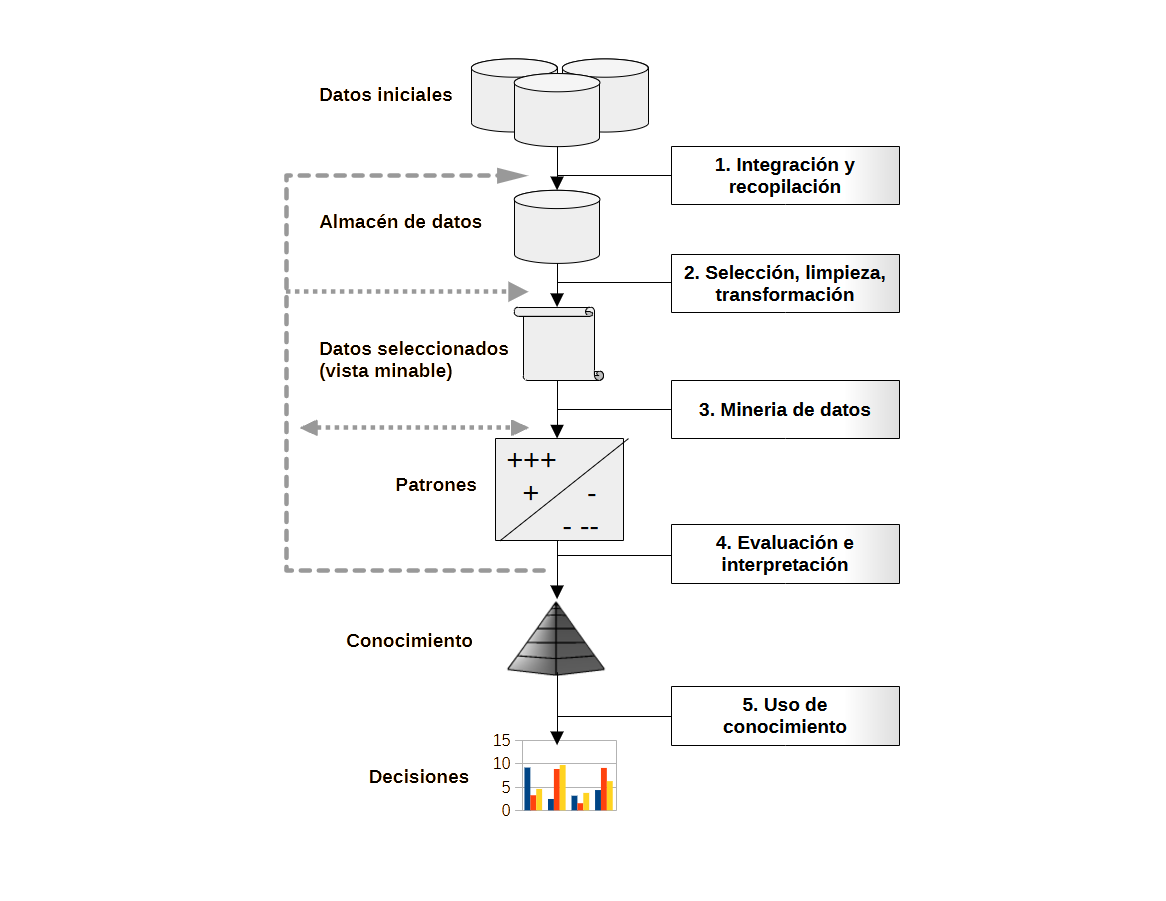 Datos iniciales
1. Integración y
recopilación
Almacén de datos
2. Selección, limpieza,
transformación
Datos seleccionados
(vista minable)
3. Mineria de datos
+++
+ -
- --
Patrones
4. Evaluación e
interpretación
Conocimiento
5. Uso de
conocimiento
Decisiones
15
10
5
0